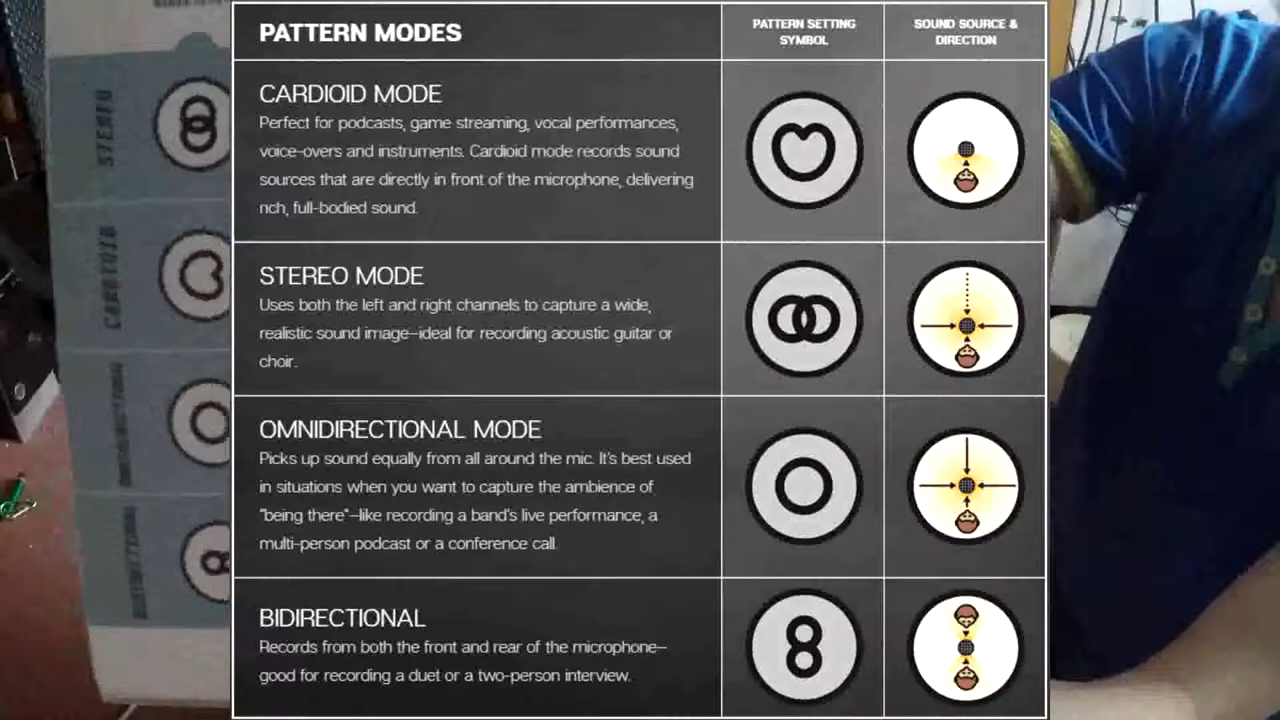 PATTERN MODES
PATTERN SETTING
SYMBOL
SOUND SOURCE &
DIRECTION
CARDIOID MODE
Perfect for podcasts, game streaming, vocal performances,
voice-overs and instruments. Cardioid mode records sound
sources that are directly in front of the microphone, delivering
rich, full-bodied sound.
STEREO MODE
Uses both the left and right channels to capture a wide,
realistic sound image—ideal for recording acoustic guitar or
choir.
OMNIDIRECTIONAL MODE
Picks up sound equally from all around the mic. It's best used
in situations when you want to capture the ambience of
"being there"—like recording a band's live performance, a
multi-person podcast or a conference call.
BIDIRECTIONAL
Records from both the front and rear of the microphone—
good for recording a duet or a two-person interview.
STEREO
CARDIOID
OMNIDIRECTIONAL
BIDIRECTIONAL